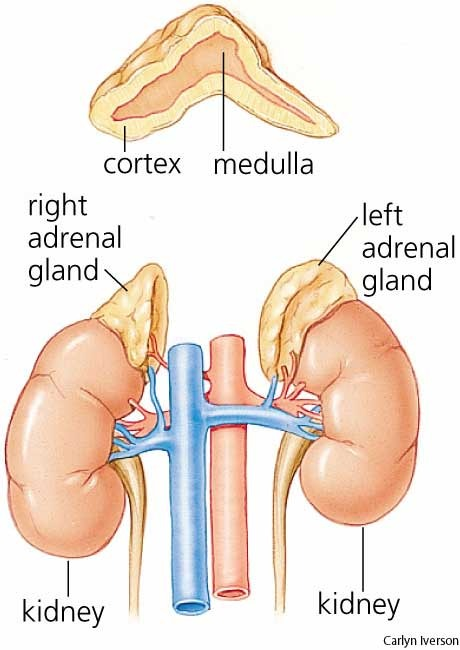 cortex
medulla
right
adrenal
gland
left
adrenal
gland
kidney
kidney
Carlyn Iverson